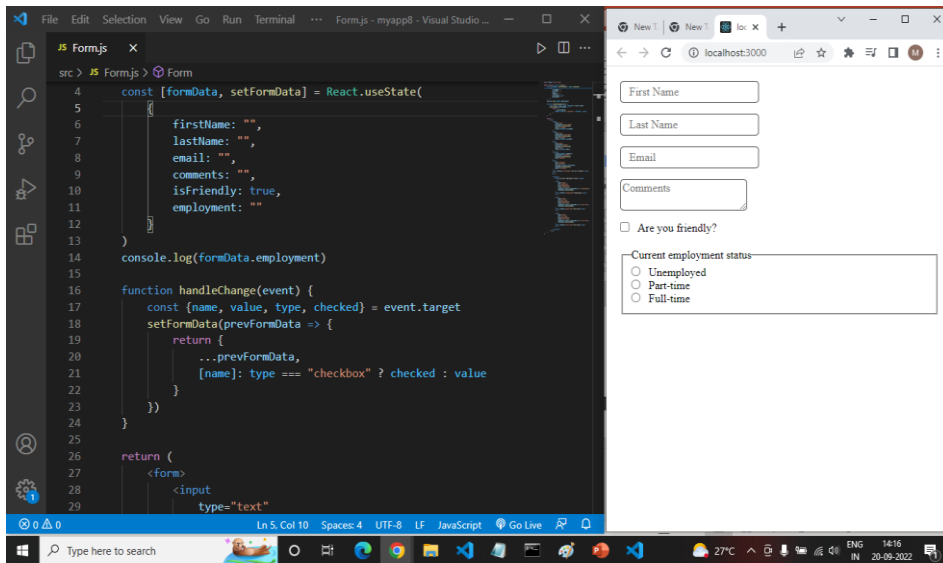 File Edit Selection View Go Run Terminal ··· Form.js - myapp8 - Visual Studio ...
JS Form.js
src > JS Form.js > Form
4 const [formData, setFormData] = React.useState(
5 {
6 firstName: "",
7 lastName: "",
8 email: "",
9 comments: "",
10 isFriendly: true,
11 employment: ""
12 }
13 )
14 console.log(formData.employment)
15
16 function handleChange(event) {
17 const {name, value, type, checked} = event.target
18 setFormData(prevFormData => {
19 return {
20 ...prevFormData,
21 [name]: type === "checkbox" ? checked : value
22 }
23 })
24 }
25
26 return (
27 <form>
28 <input
29 type="text"
1
0 0 Ln 5, Col 10 Spaces: 4 UTF-8 LF JavaScript Go Live
New T
New T
loc
localhost:3000
M
First Name
Last Name
Email
Comments
Are you friendly?
Current employment status
Unemployed
Part-time
Full-time
Type here to search
27°C
ENG
IN
14:16
20-09-2022
1